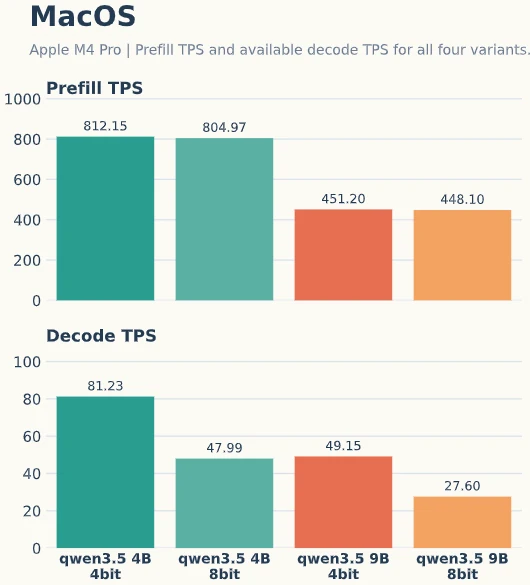 MacOS
Apple M4 Pro | Prefill TPS and available decode TPS for all four variants.
Prefill TPS
1000
800
600
400
200
0
812.15
804.97
451.20
448.10
Decode TPS
100
80
60
40
20
0
81.23
47.99
49.15
27.60
qwen3.5 4B
4bit
qwen3.5 4B
8bit
qwen3.5 9B
4bit
qwen3.5 9B
8bit